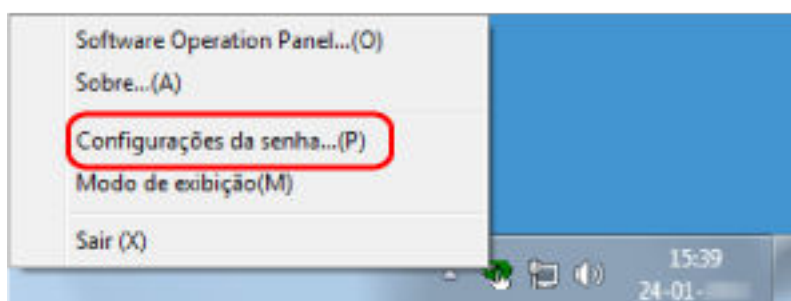 Software Operation Panel...(O)
Sobre...(A)
Configurações da senha...(P)
Modo de exibição(M)
Sair (X)
15:39
24-01-